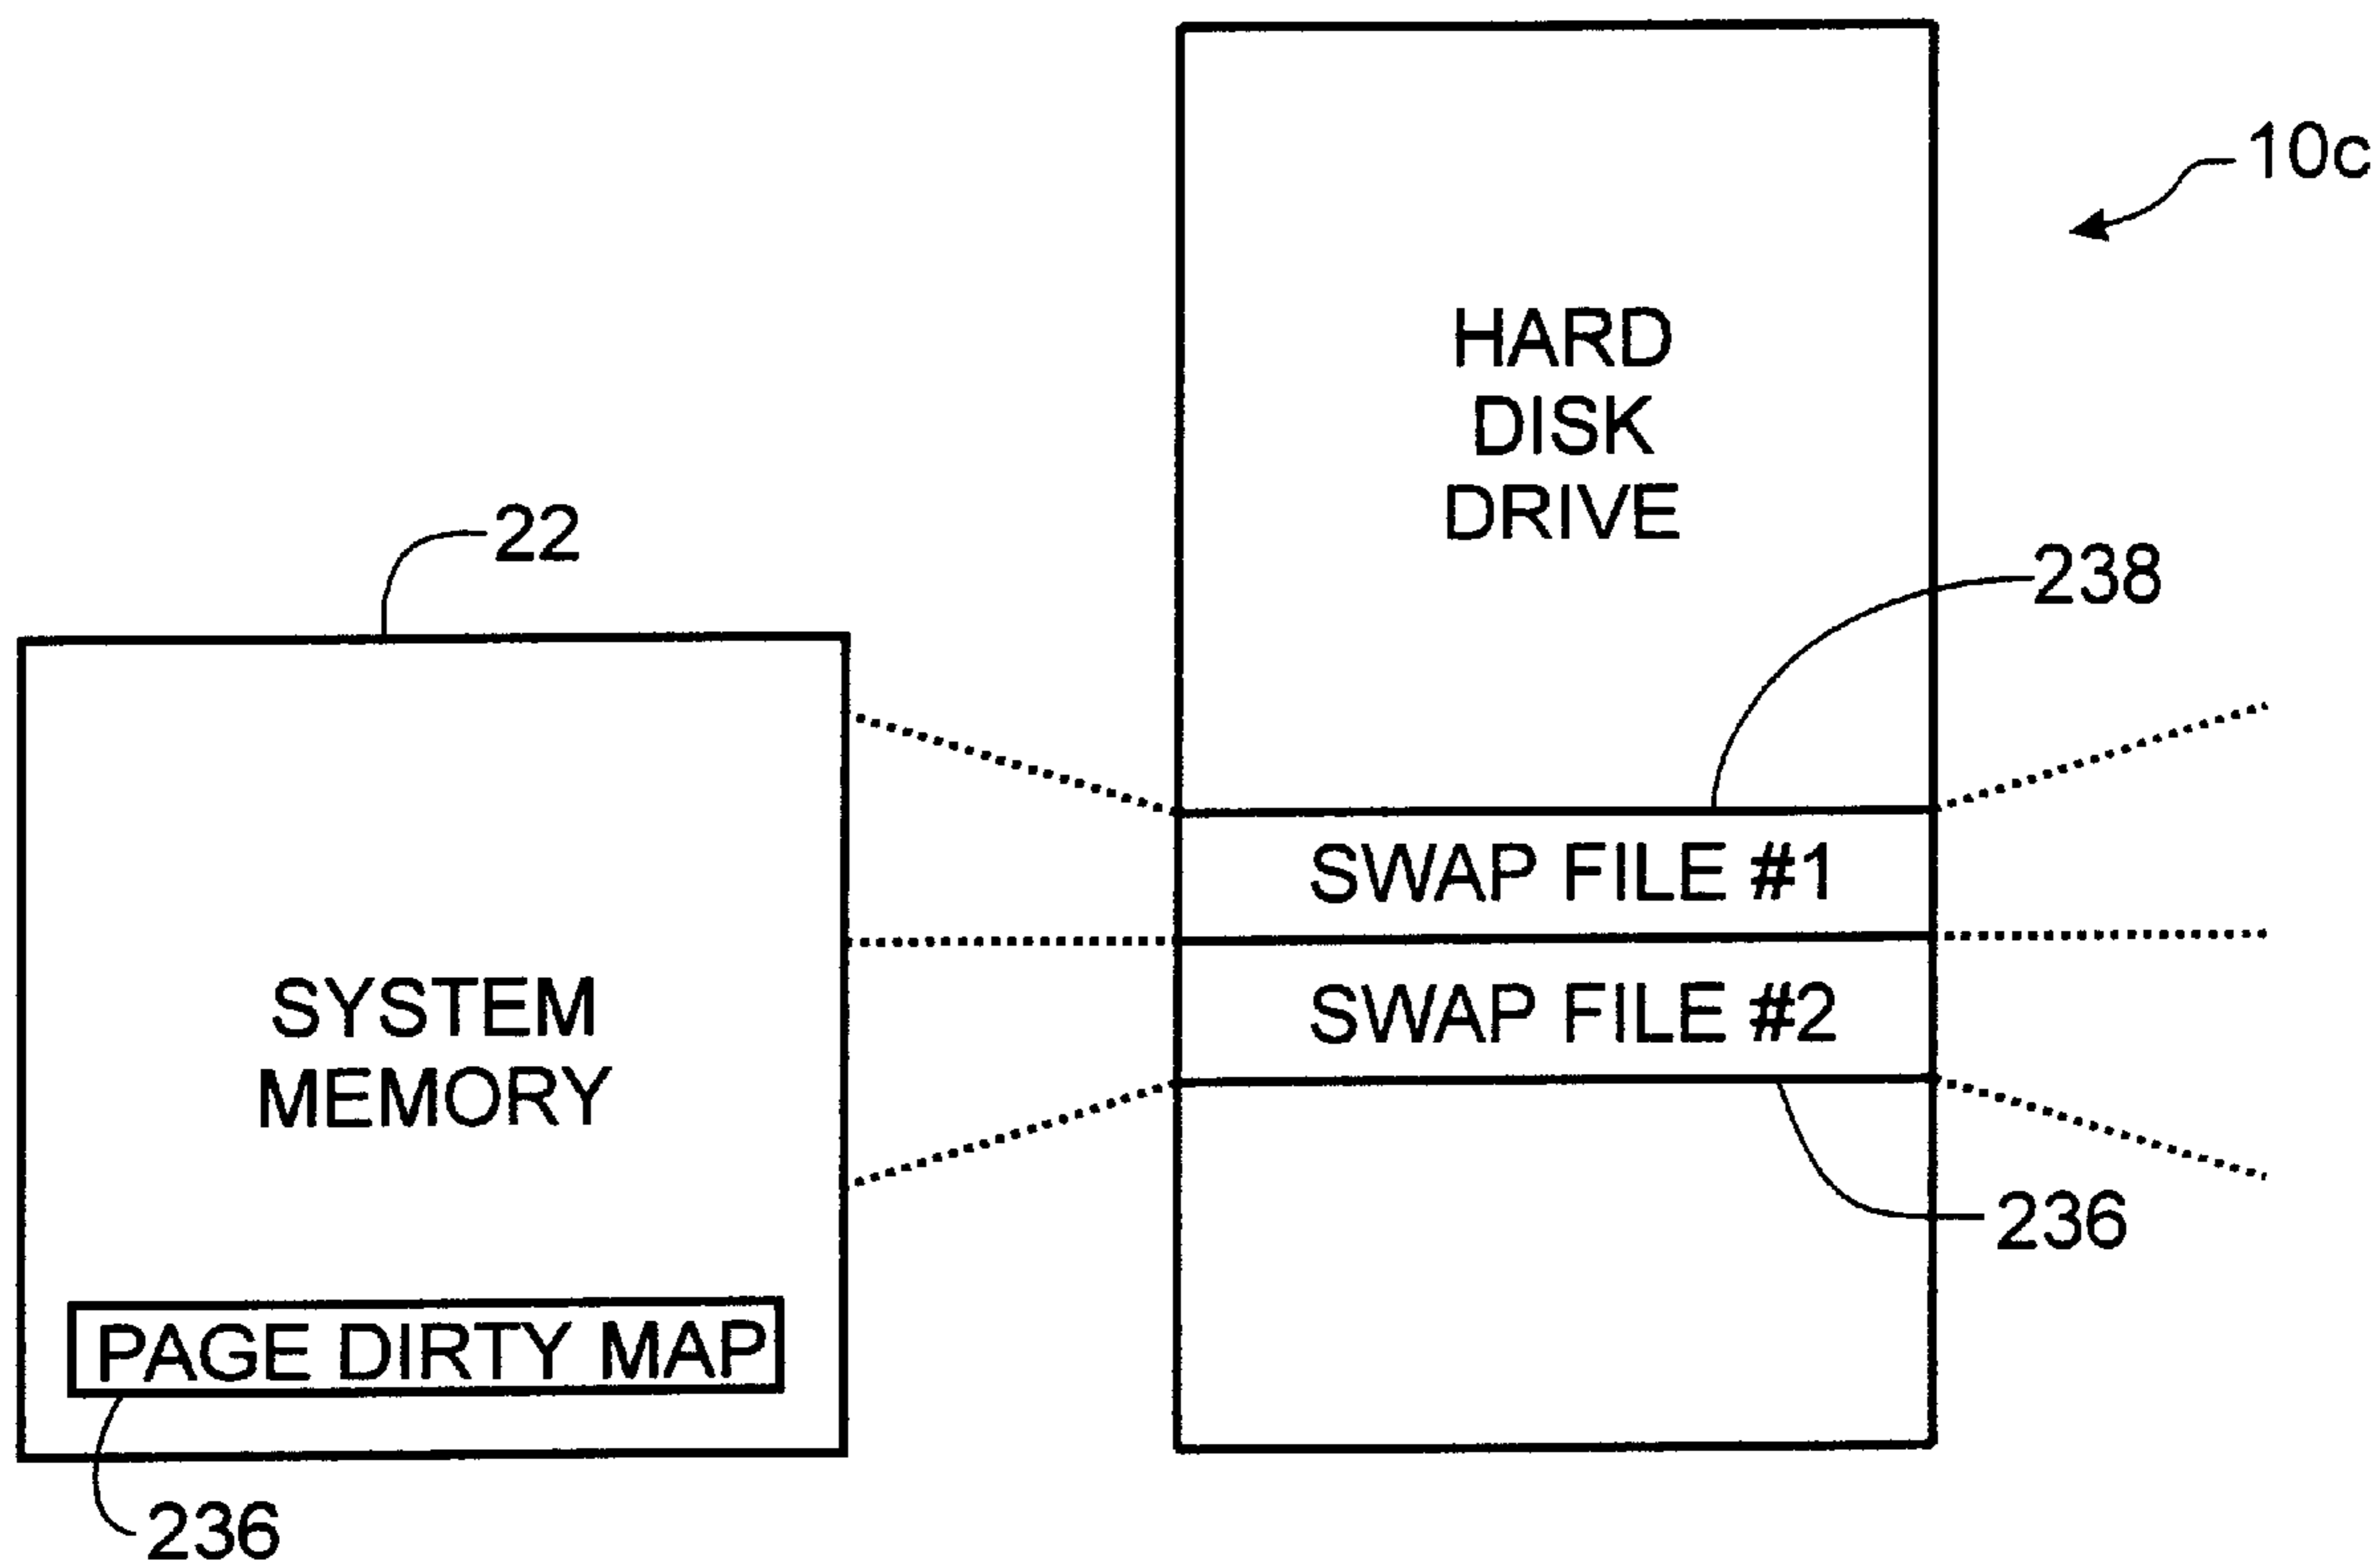 10c
HARD
DISK
DRIVE
22
238
SWAP FILE #1
SYSTEM
MEMORY
SWAP FILE #2
236
PAGE DIRTY MAP
236